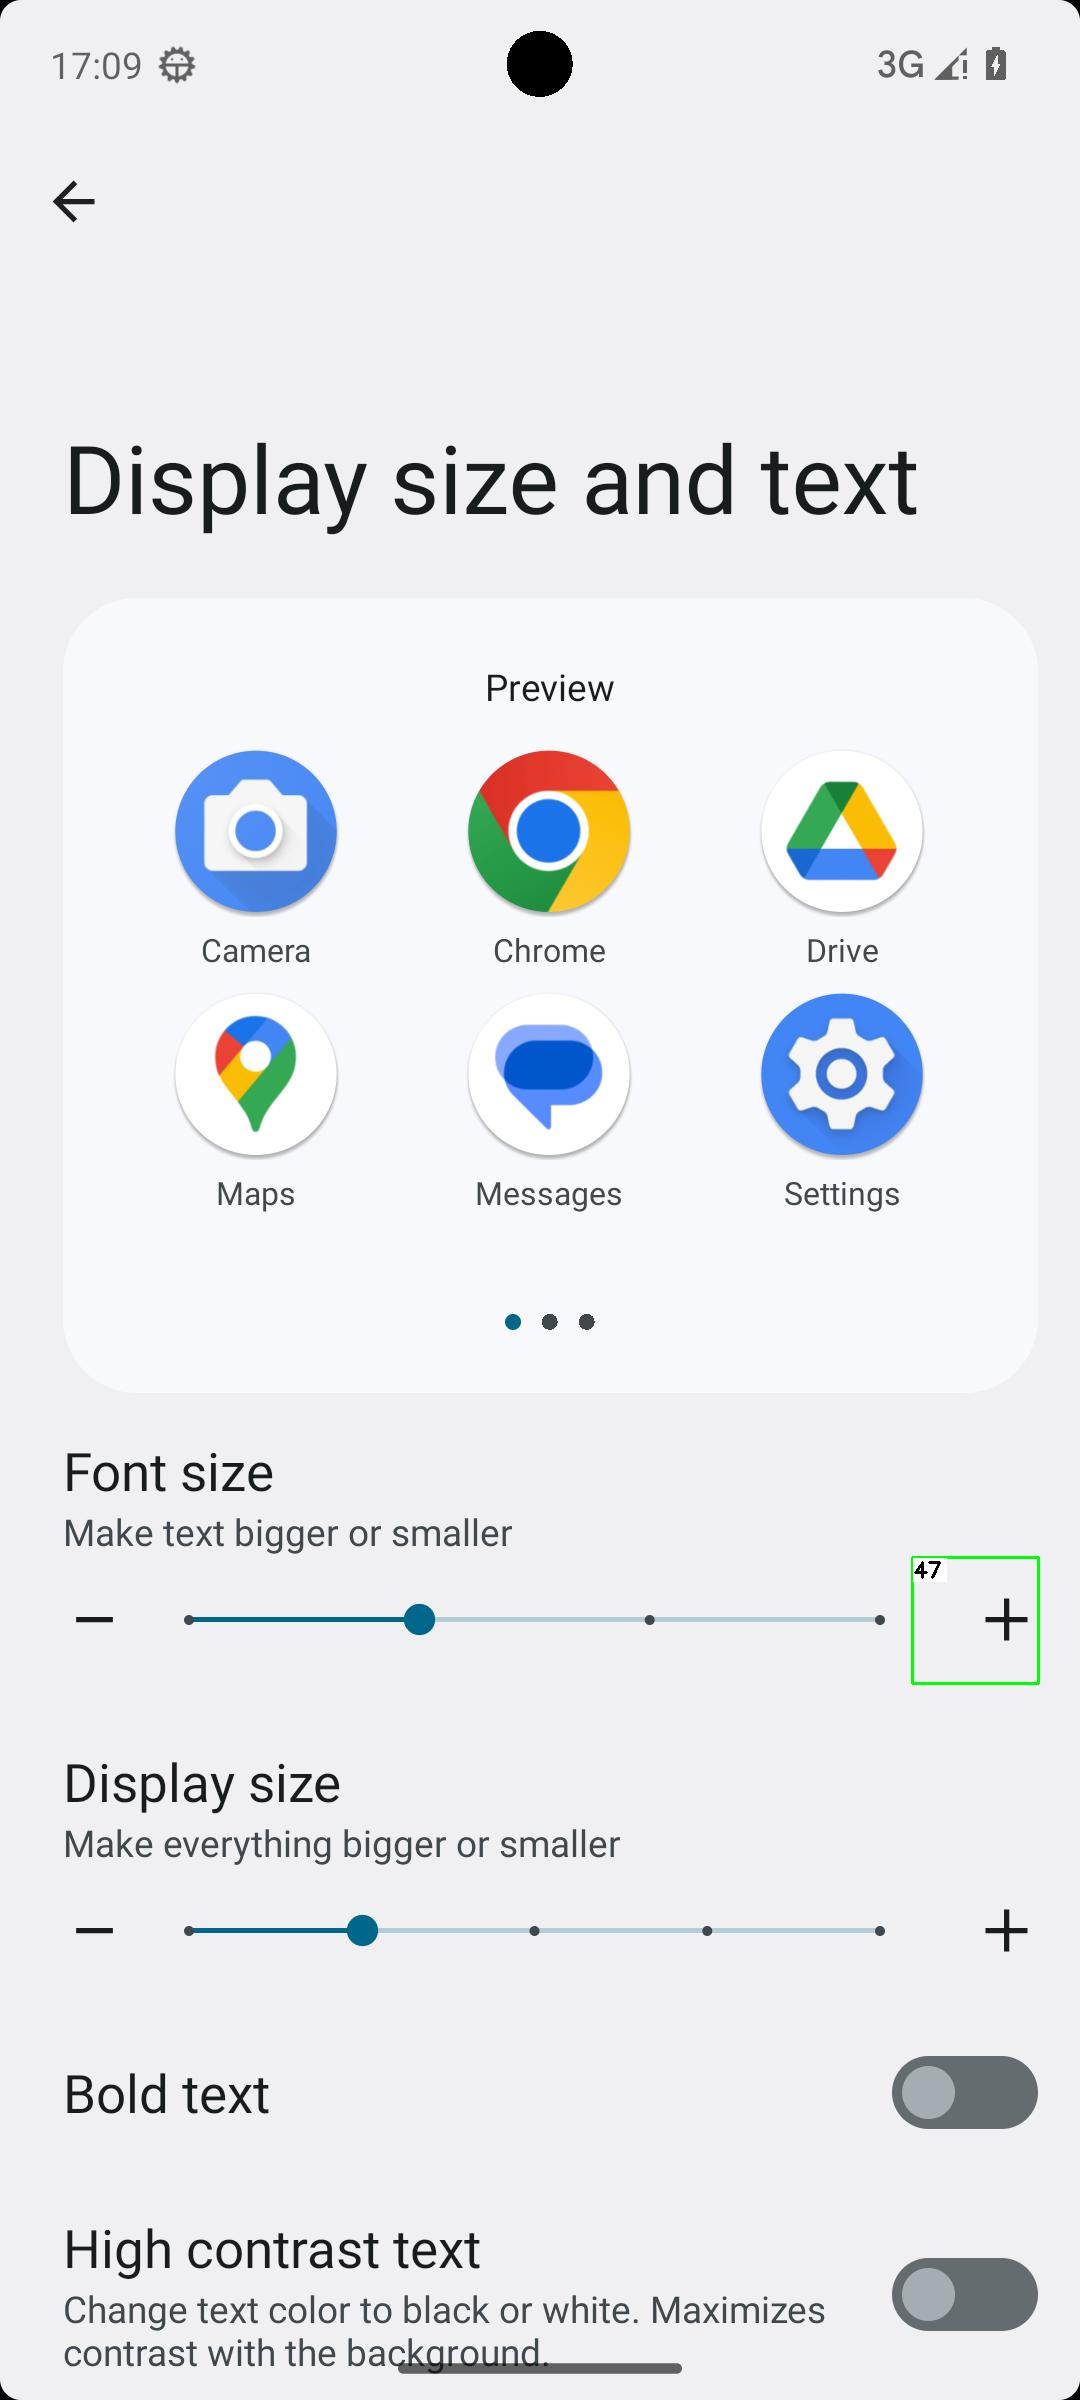 17:09
3G
Display size and text
Preview
Camera Chrome Drive
Maps Messages Settings
Font size
Make text bigger or smaller
47
Display size
Make everything bigger or smaller
Bold text
High contrast text
Change text color to black or white. Maximizes
contrast with the background.